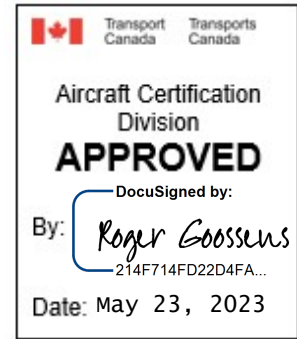 Transport Transports
Canada Canada
Aircraft Certification
Division
APPROVED
DocuSigned by:
By: Roger Goossens
214F714FD22D4FA...
Date: May 23, 2023